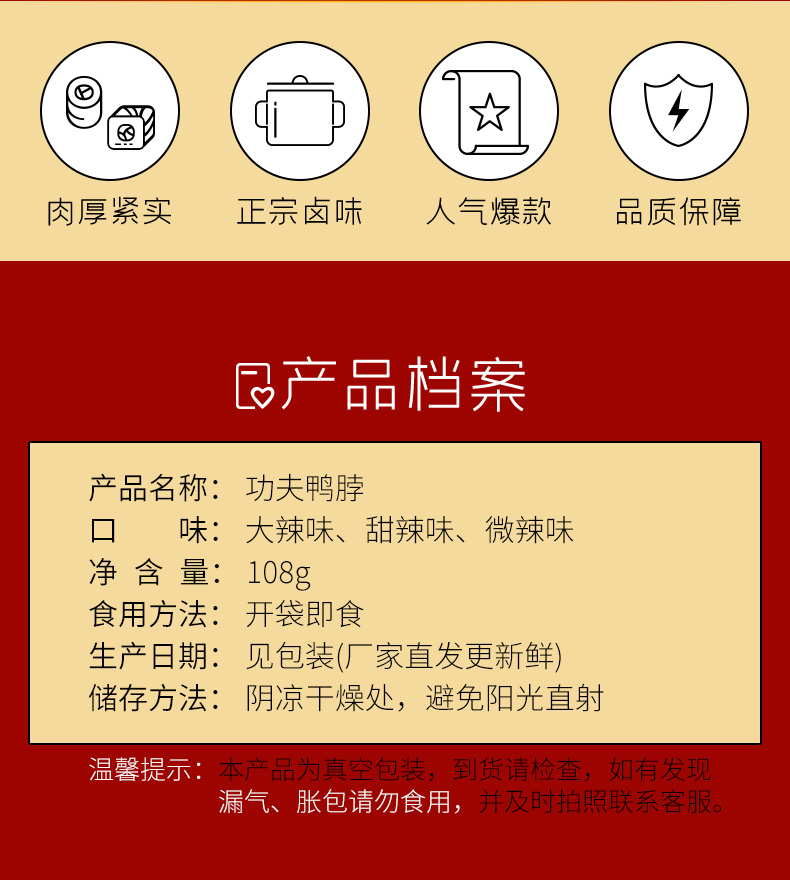 肉厚紧实 正宗卤味 人气爆款 品质保障
产品档案
产品名称： 功夫鸭脖
口味： 大辣味、甜辣味、微辣味
净含量： 108g
食用方法： 开袋即食
生产日期： 见包装(厂家直发更新鲜)
储存方法： 阴凉干燥处，避免阳光直射
温馨提示：本产品为真空包装，到货请检查，如有发现
漏气、胀包请勿食用，并及时拍照联系客服。